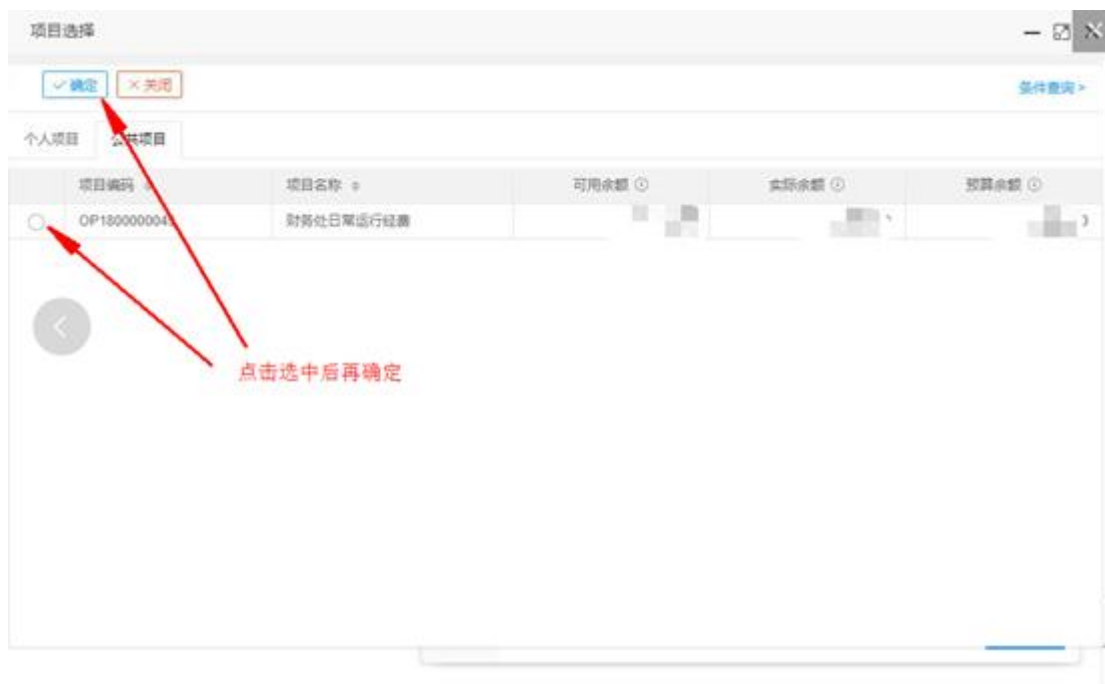 项目选择
确定 关闭 条件查询 >
个人项目 公共项目
项目编码 项目名称 可用余额 实际余额 预算余额
财务处日常运行经费
点击选中后再确定